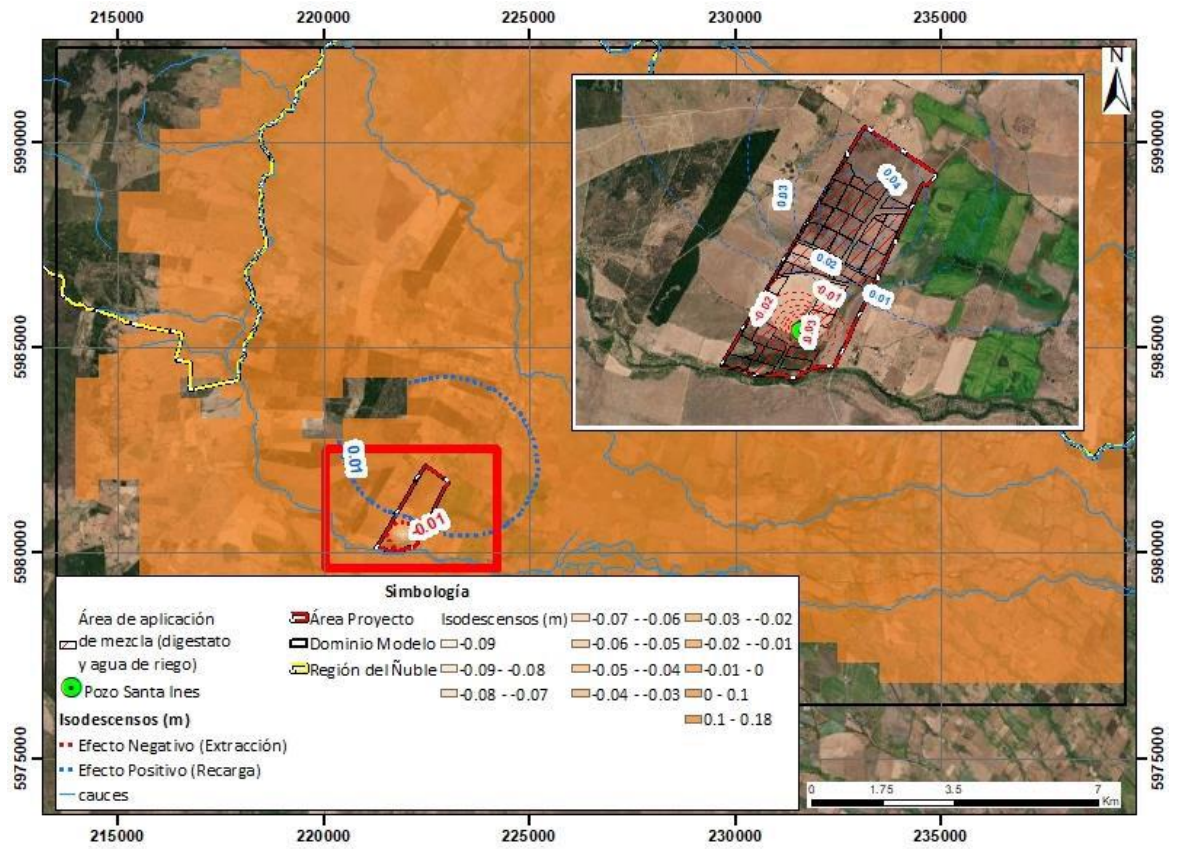 215000 220000 225000 230000 235000
N
5990000 5990000
0.04
0.03
0.02
-0.01
0.01
-0.02
-0.03
5985000 5985000
0.01
-0.01
5980000 5980000
Simbología
Área de aplicación
de mezcla (digestato
y agua de riego)
Pozo Santa Ines
Isodescensos (m)
Efecto Negativo (Extracción)
Efecto Positivo (Recarga)
cauces
Área Proyecto
Dominio Modelo
Región del Ñuble
Isodescensos (m)
-0.09
-0.09- -0.08
-0.08 - -0.07
-0.07 - -0.06
-0.06 - -0.05
-0.05 - -0.04
-0.04 - -0.03
-0.03 - -0.02
-0.02 - -0.01
-0.01 - 0
0 - 0.1
0.1 - 0.18
5975000 5975000
0 1.75 3.5 7
Km
215000 220000 225000 230000 235000